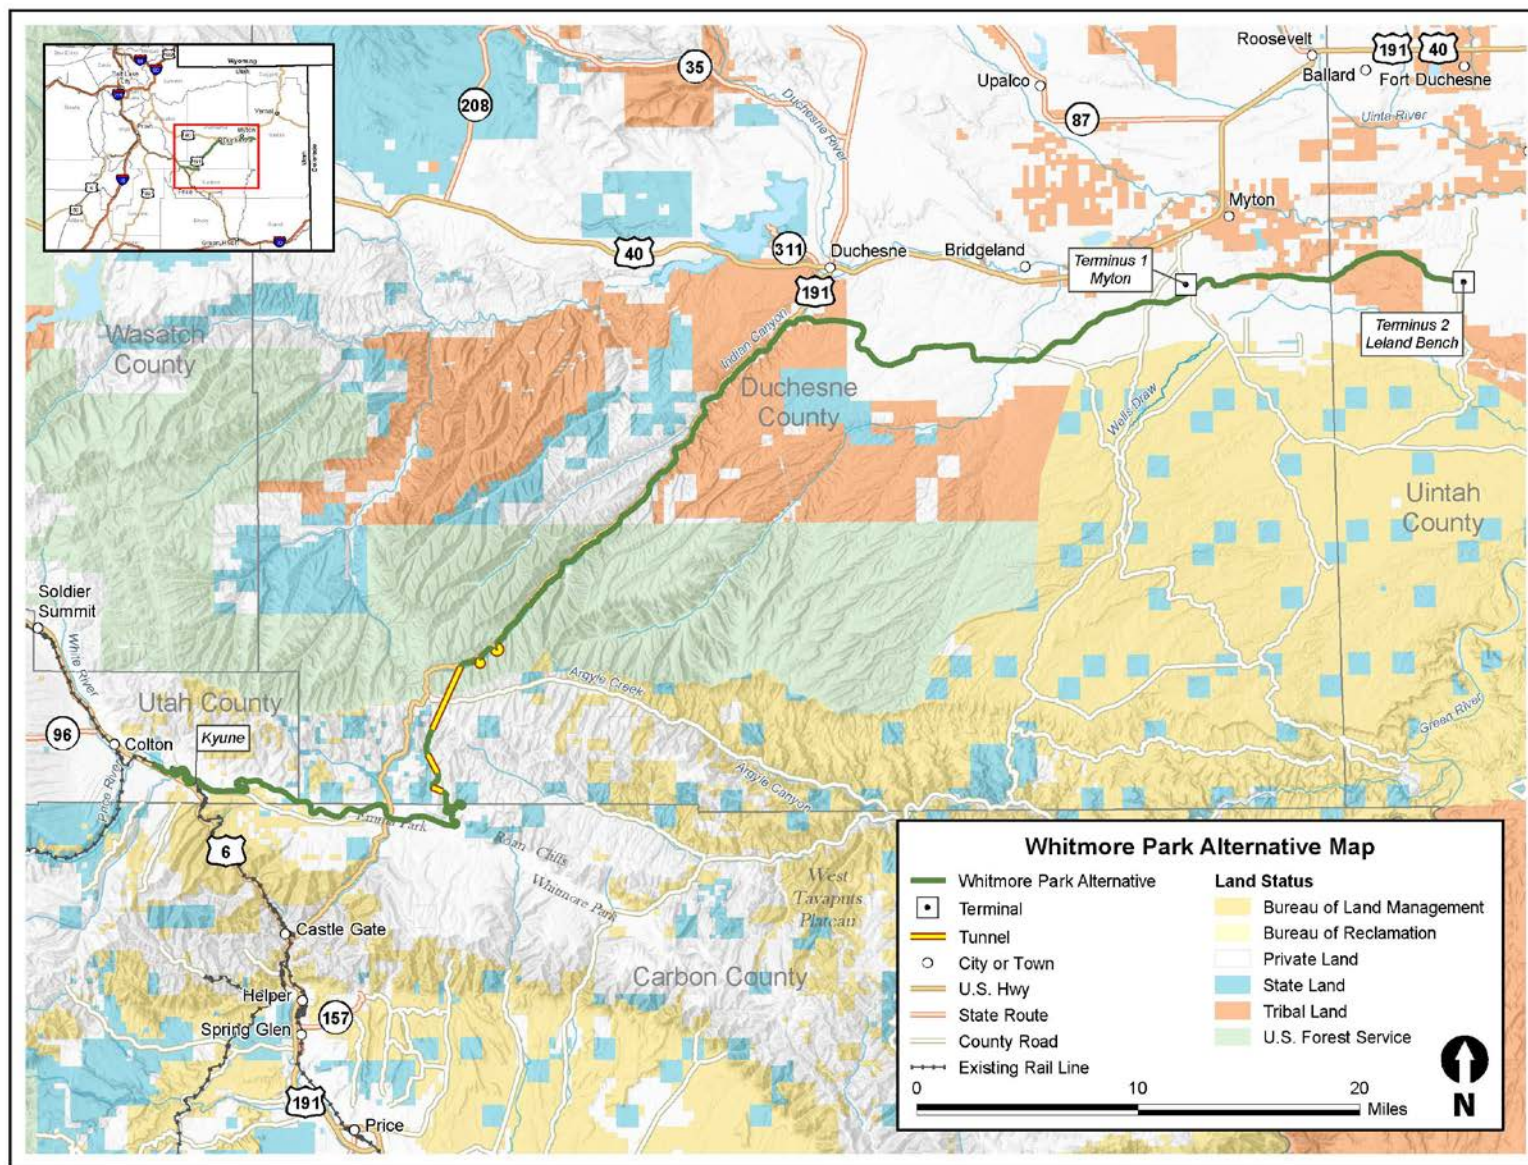 Wyoming
Utah
Vernal
Price
Utah
Colorado
208
35
Duchesne River
Upalco
87
Roosevelt
191
40
Ballard
Fort Duchesne
Uinta River
Myton
40
311
Duchesne
191
Bridgeland
Terminus 1
Myton
Terminus 2
Leland Bench
Wasatch
County
Indian Canyon
Duchesne
County
Wells Draw
Uintah
County
Soldier
Summit
White River
Utah County
Kyune
96
Colton
Price River
Argyle Creek
Argyle Canyon
Green River
Emma Park
Roan Cliffs
Whitmore Park
West
Tavaputs
Plateau
6
Castle Gate
Carbon County
Helper
157
Spring Glen
191
Price
Whitmore Park Alternative Map
Whitmore Park Alternative
Terminal
Tunnel
City or Town
U.S. Hwy
State Route
County Road
Existing Rail Line
Land Status
Bureau of Land Management
Bureau of Reclamation
Private Land
State Land
Tribal Land
U.S. Forest Service
0 10 20
Miles
N